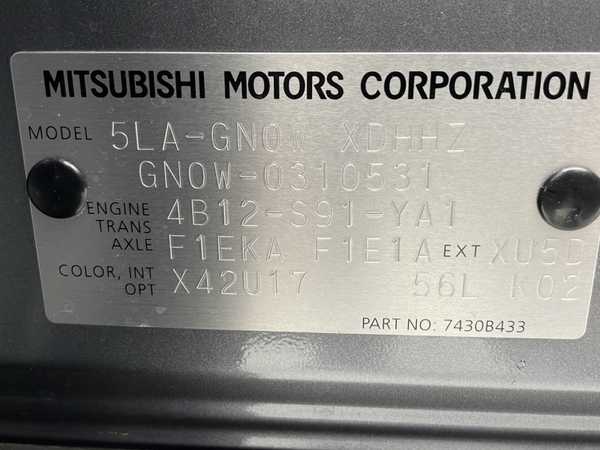 MITSUBISHI MOTORS CORPORATION
MODEL 5LA-GN0W XDHHZ
GN0W-0310531
ENGINE 4B12-S91-YA1
TRANS
AXLE F1EKA F1E1A EXT XU5D
COLOR, INT X42U17 56L K02
OPT
PART NO: 7430B433